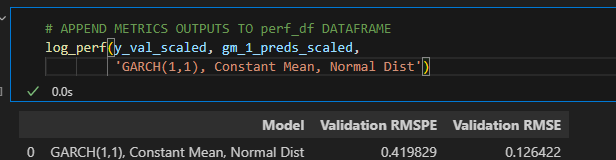 # APPEND METRICS OUTPUTS TO perf_df DATAFRAME
log_perf(y_val_scaled, gm_1_preds_scaled,
'GARCH(1,1), Constant Mean, Normal Dist')
✓ 0.0s
Model Validation RMSPE Validation RMSE
0 GARCH(1,1), Constant Mean, Normal Dist 0.419829 0.126422